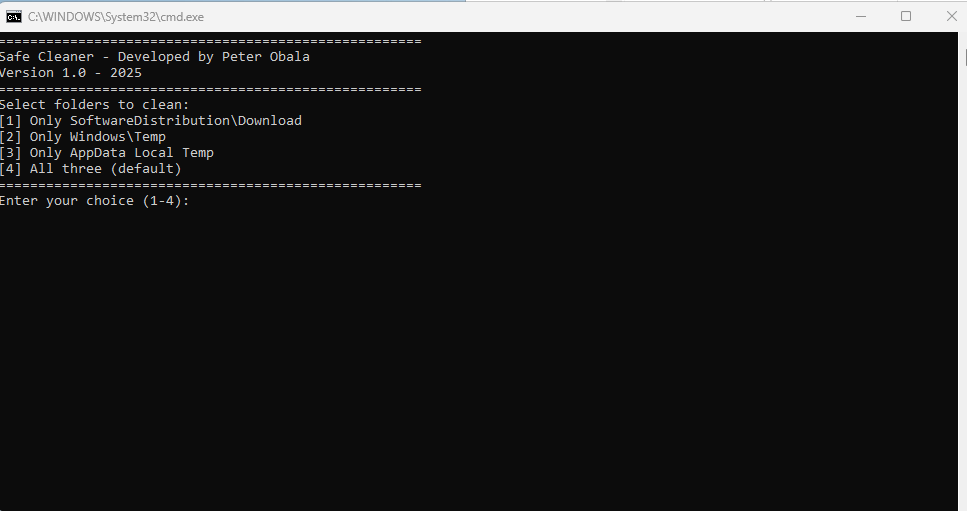 C:\WINDOWS\System32\cmd.exe
=====================================================
Safe Cleaner - Developed by Peter Obala
Version 1.0 - 2025
=====================================================
Select folders to clean:
[1] Only SoftwareDistribution\Download
[2] Only Windows\Temp
[3] Only AppData Local Temp
[4] All three (default)
=====================================================
Enter your choice (1-4):